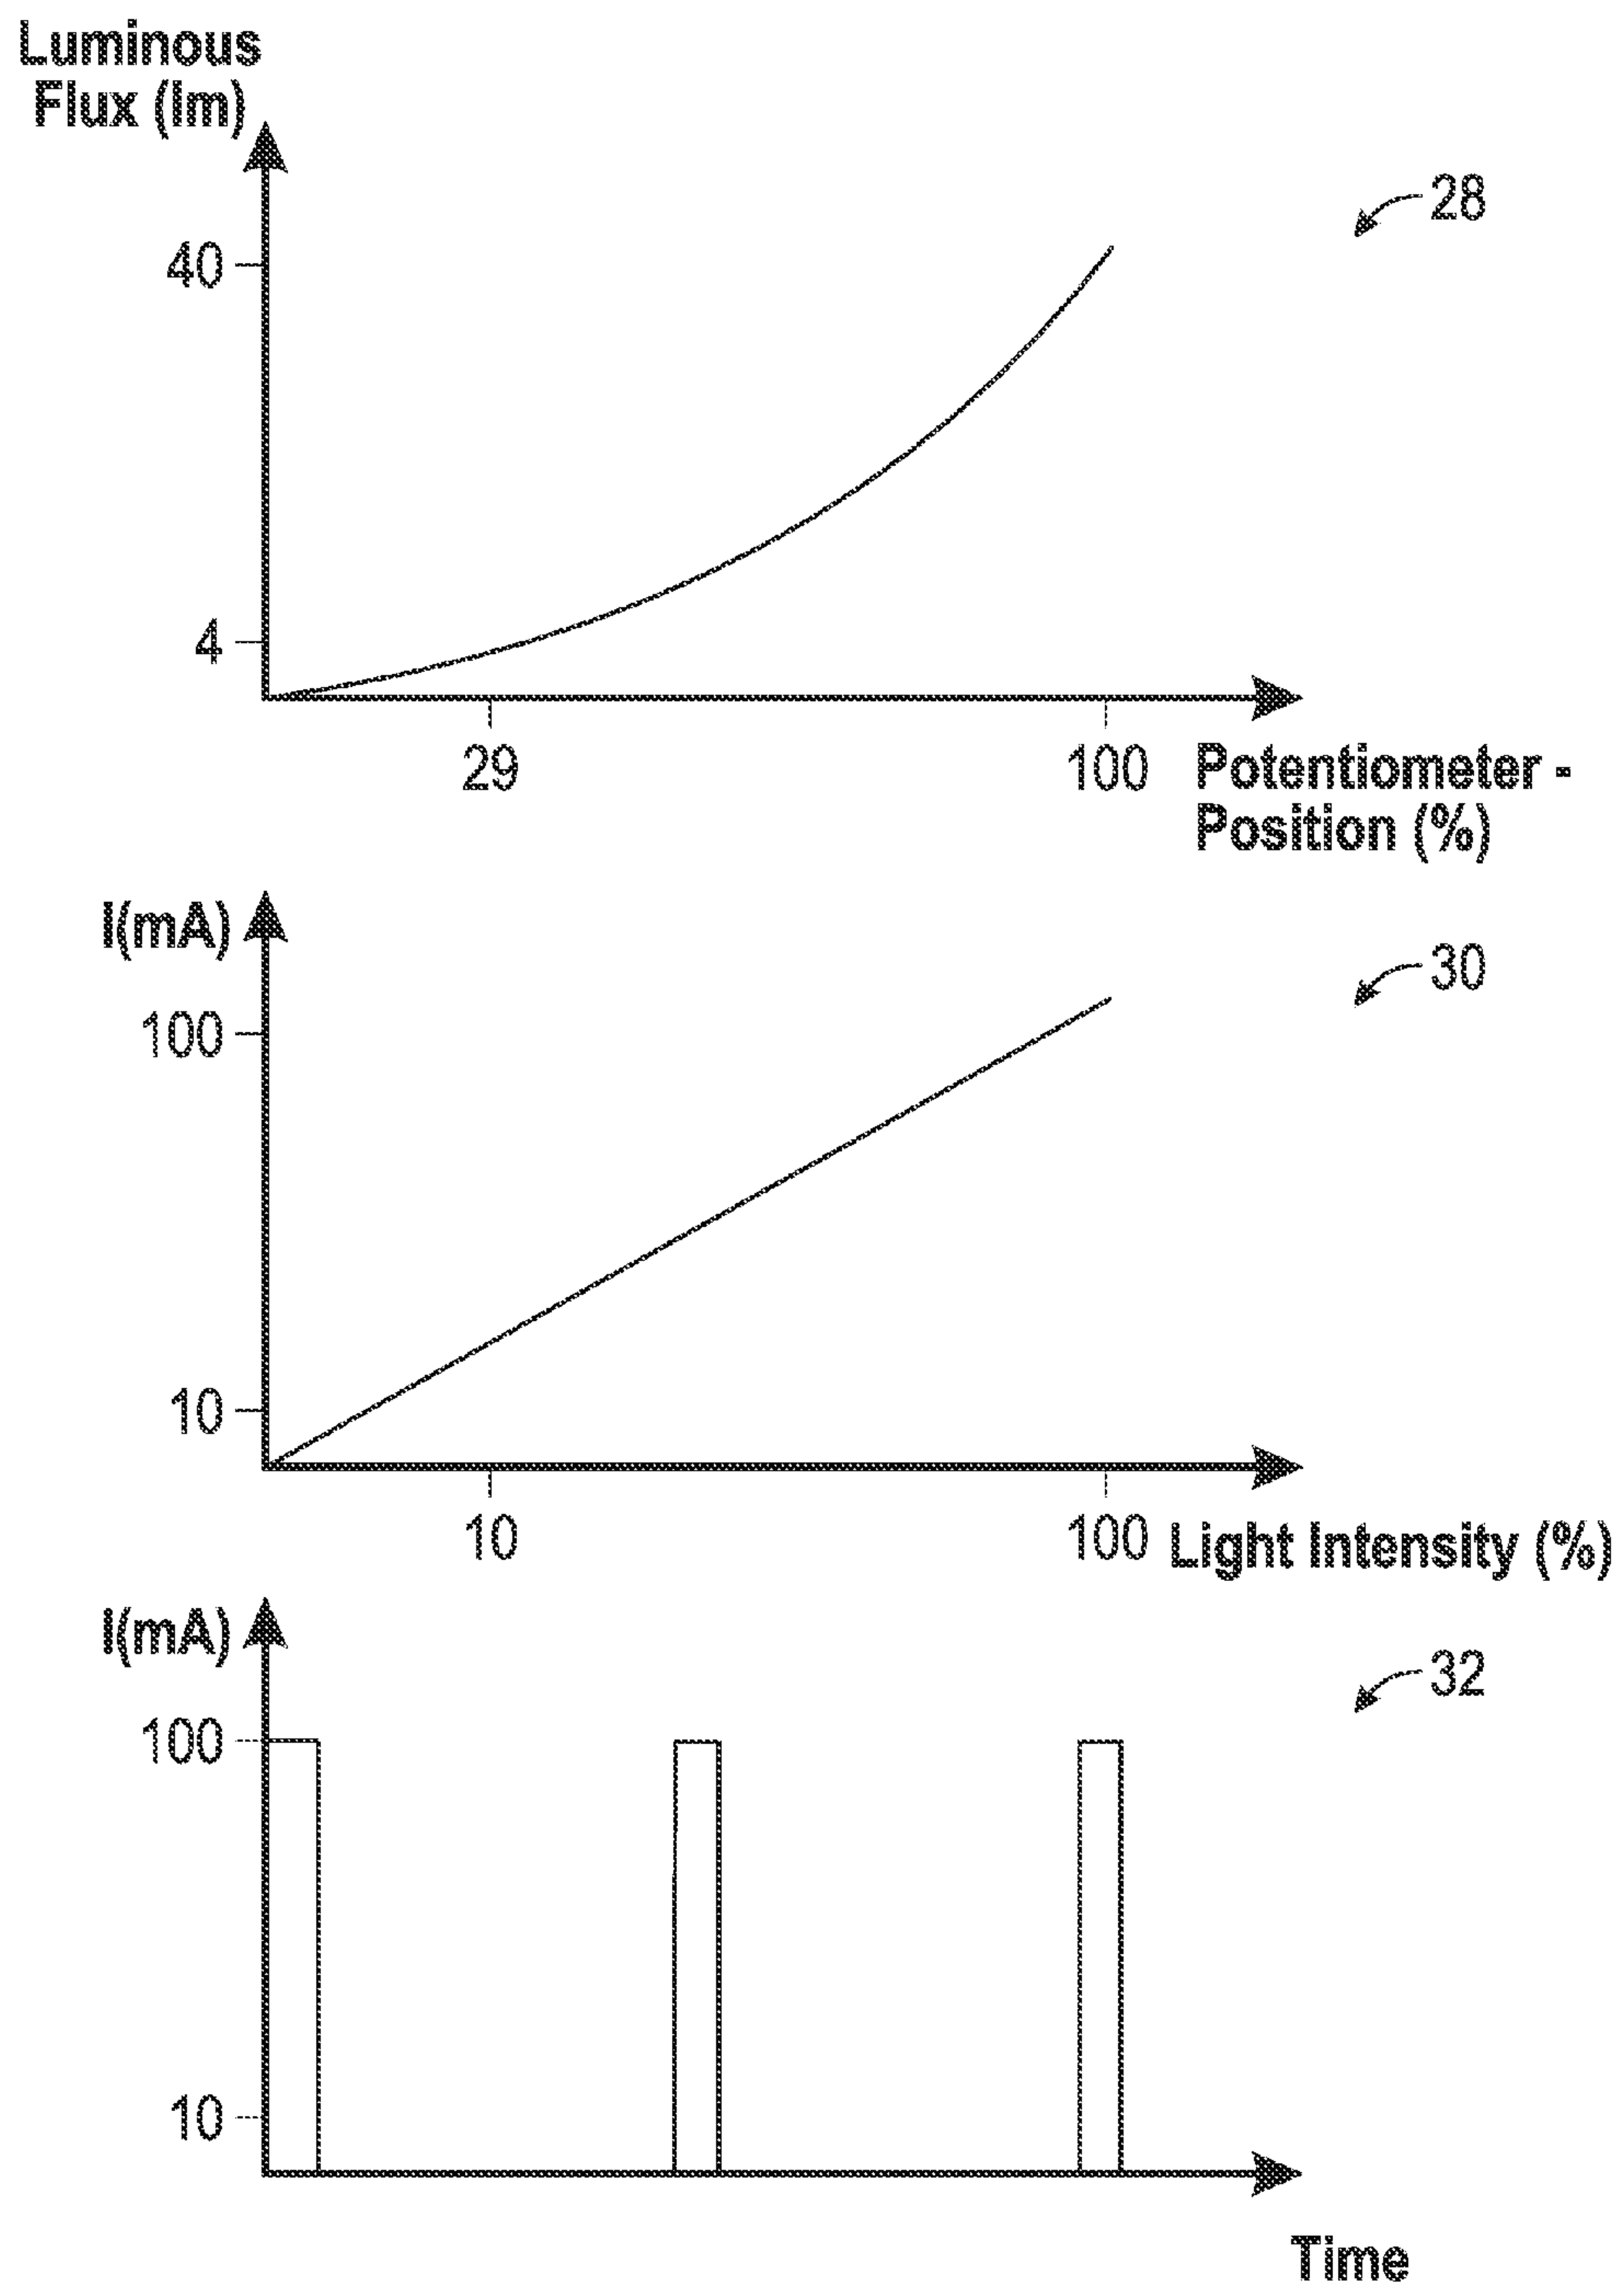 Luminous
Flux (lm)
28
40
4
29
100
Potentiometer -
Position (%)
I(mA)
30
100
10
10
100
Light Intensity (%)
I(mA)
32
100
10
Time